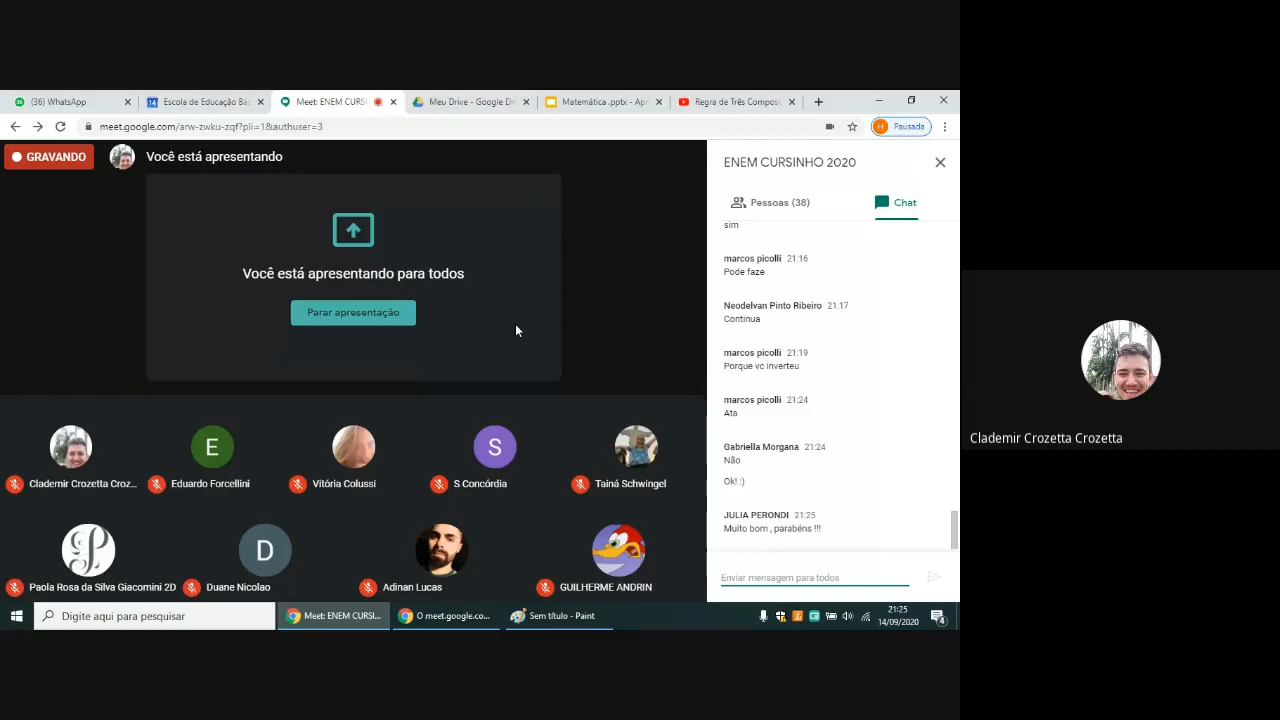 (36) WhatsApp
Escola de Educação Bás
Meet: ENEM CURSI
Meu Drive - Google Dr
Matemática .pptx - Ap
Regra de Três Compost
meet.google.com/arw-zwku-zqf?pli=1&authuser=3
H
Pausada
GRAVANDO
Você está apresentando
Você está apresentando para todos
Parar apresentação
Clademir Crozetta Croz...
E
Eduardo Forcellini
Vitória Colussi
S
S Concórdia
Tainá Schwingel
Paola Rosa da Silva Giacomini 2D
D
Duane Nicolao
Adinan Lucas
GUILHERME ANDRIN
ENEM CURSINHO 2020
Pessoas (38)
Chat
sim
marcos picolli 21:16
Pode faze
Neodelvan Pinto Ribeiro 21:17
Continua
marcos picolli 21:19
Porque vc inverteu
marcos picolli 21:24
Ata
Gabriella Morgana 21:24
Não
Ok! :)
JULIA PERONDI 21:25
Muito bom , parabéns !!!
Enviar mensagem para todos
Digite aqui para pesquisar
Meet: ENEM CURSI...
O meet.google.co...
Sem título - Paint
21:25
14/09/2020
4
Clademir Crozetta Crozetta